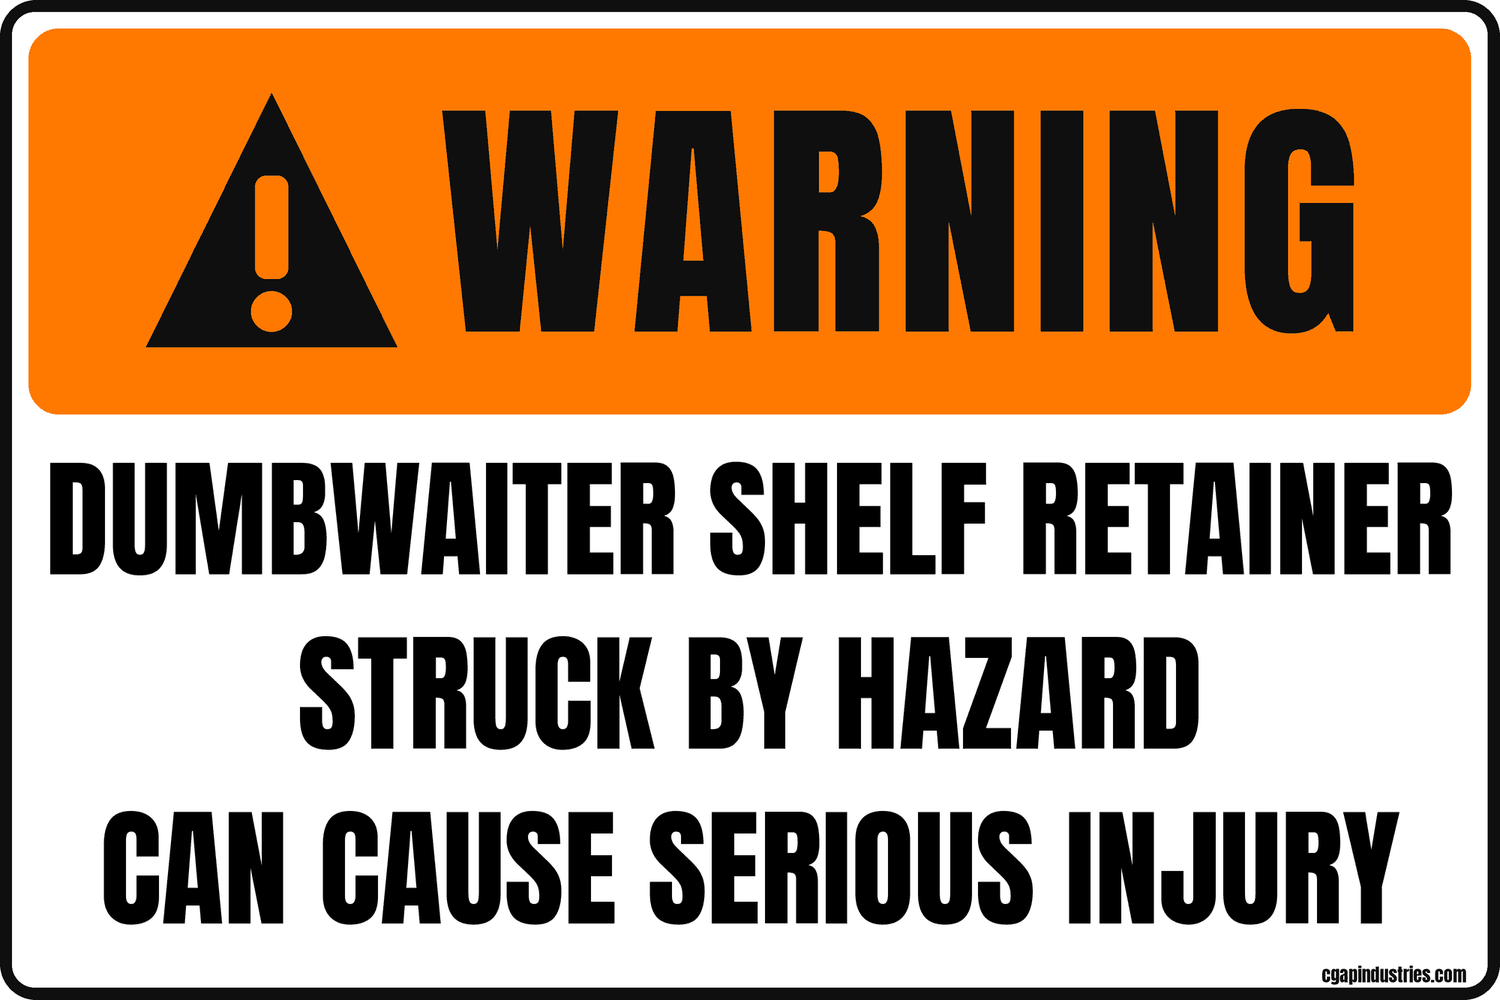 WARNING
DUMBWAITER SHELF RETAINER
STRUCK BY HAZARD
CAN CAUSE SERIOUS INJURY
cgapindustries.com